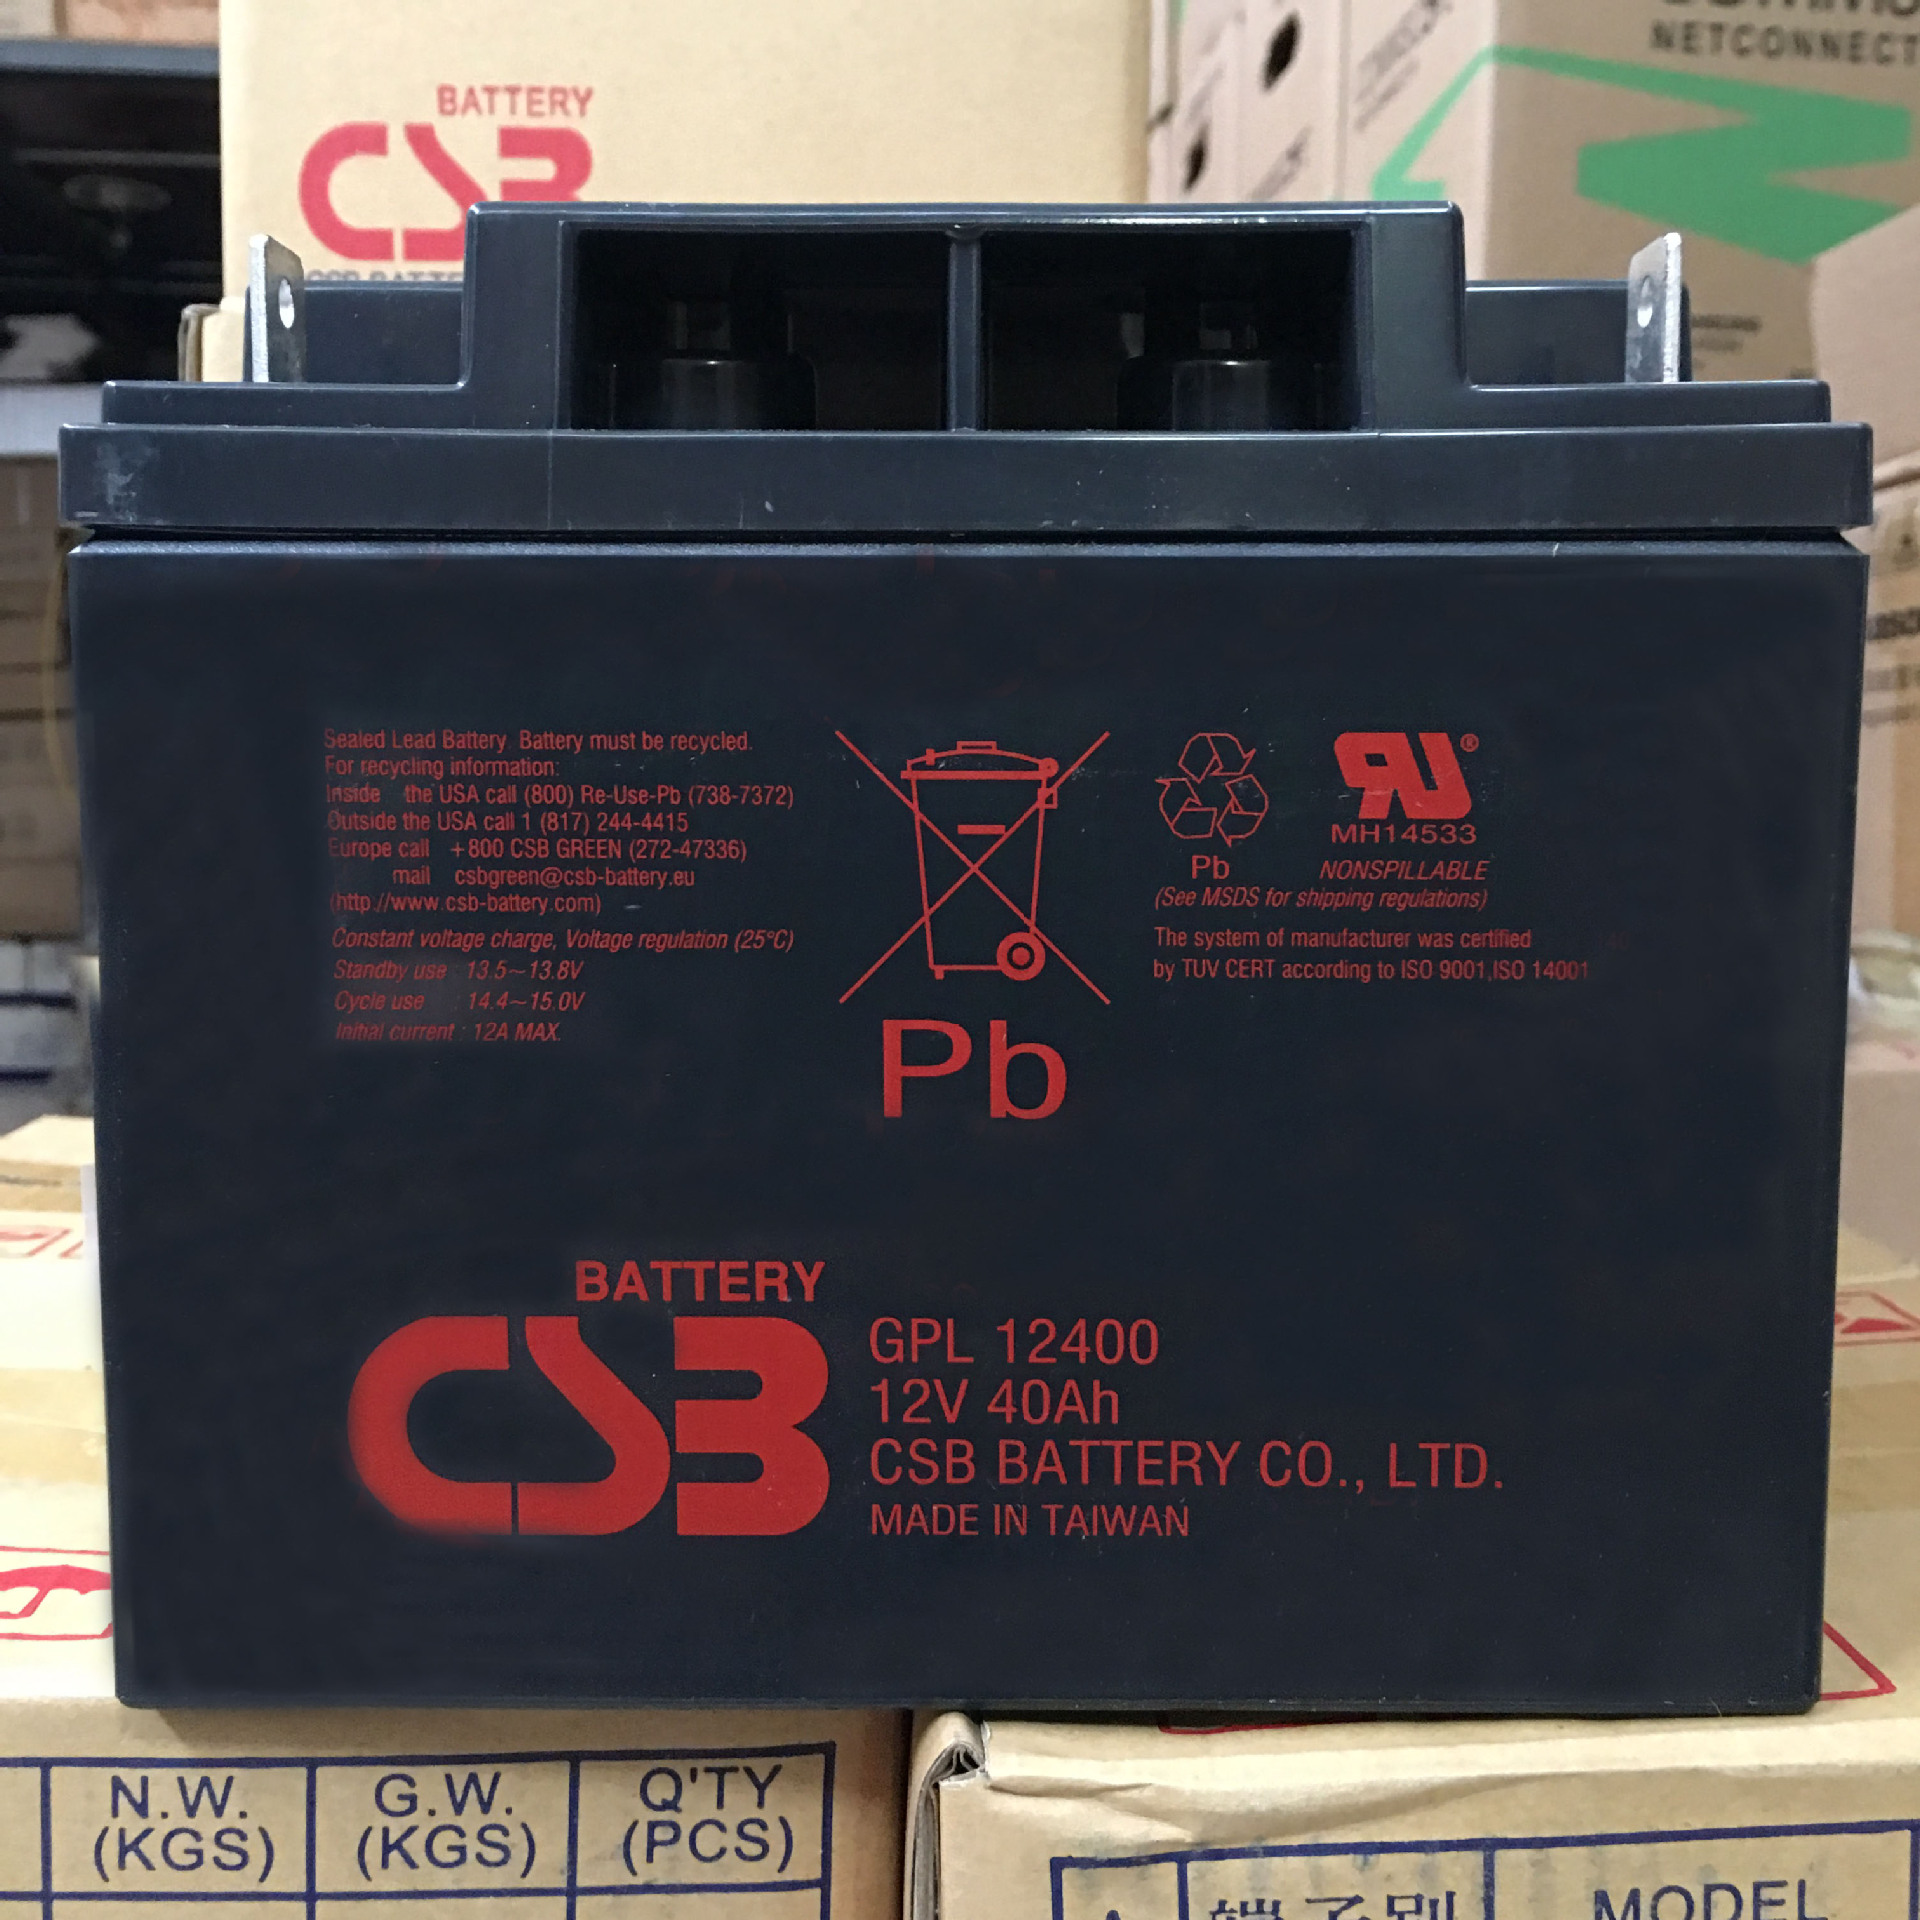 BATTERY
CSB
NETCONNECT
Sealed Lead Battery. Battery must be recycled.
For recycling information:
Inside the USA call (800) Re-Use-Pb (738-7372)
Outside the USA call 1 (817) 244-4415
Europe call +800 CSB GREEN (272-47336)
mail csbgreen@csb-battery.eu
(http://www.csb-battery.com)
Constant voltage charge, Voltage regulation (25°C)
Standby use : 13.5~13.8V
Cycle use : 14.4~15.0V
Initial current : 12A MAX.
Pb
Pb
RU®
MH14533
NONSPILLABLE
(See MSDS for shipping regulations)
The system of manufacturer was certified
by TUV CERT according to ISO 9001,ISO 14001
BATTERY
CSB
GPL 12400
12V 40Ah
CSB BATTERY CO., LTD.
MADE IN TAIWAN
N.W.
(KGS)
G.W.
(KGS)
Q'TY
(PCS)
端子別
MODEL